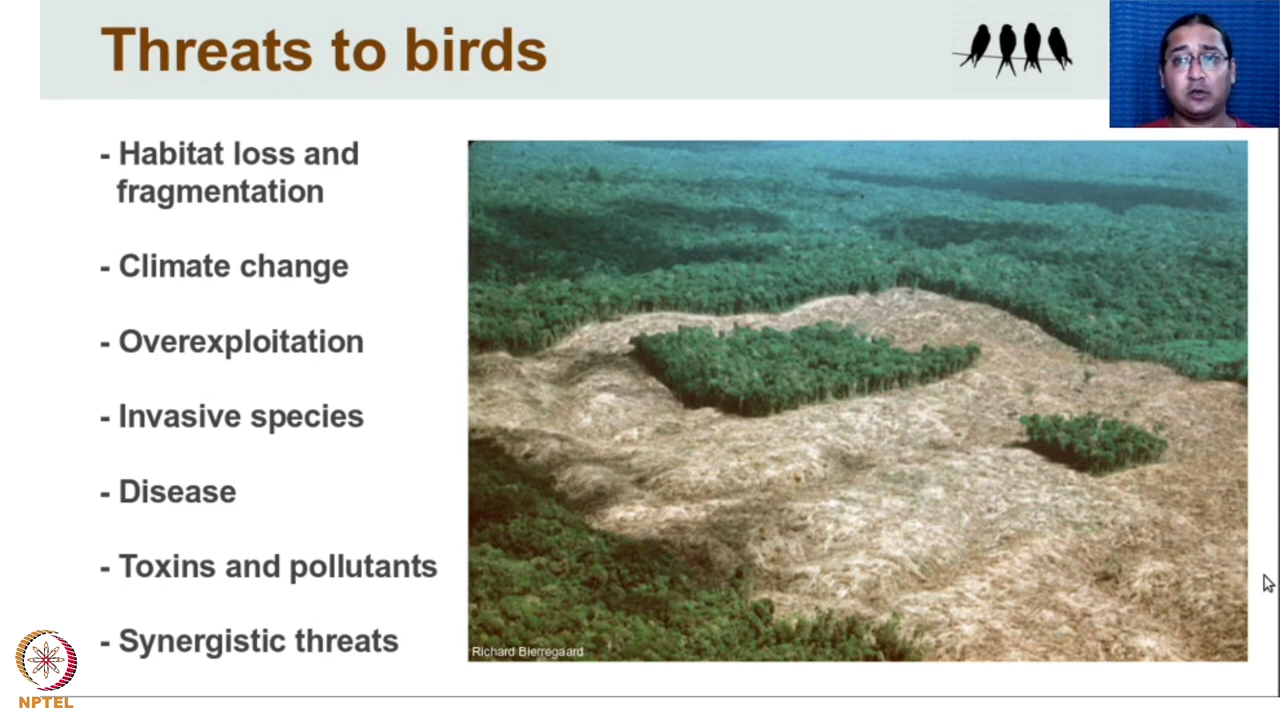 Threats to birds
- Habitat loss and
fragmentation
- Climate change
- Overexploitation
- Invasive species
- Disease
- Toxins and pollutants
- Synergistic threats
Richard Bierregaard
NPTEL